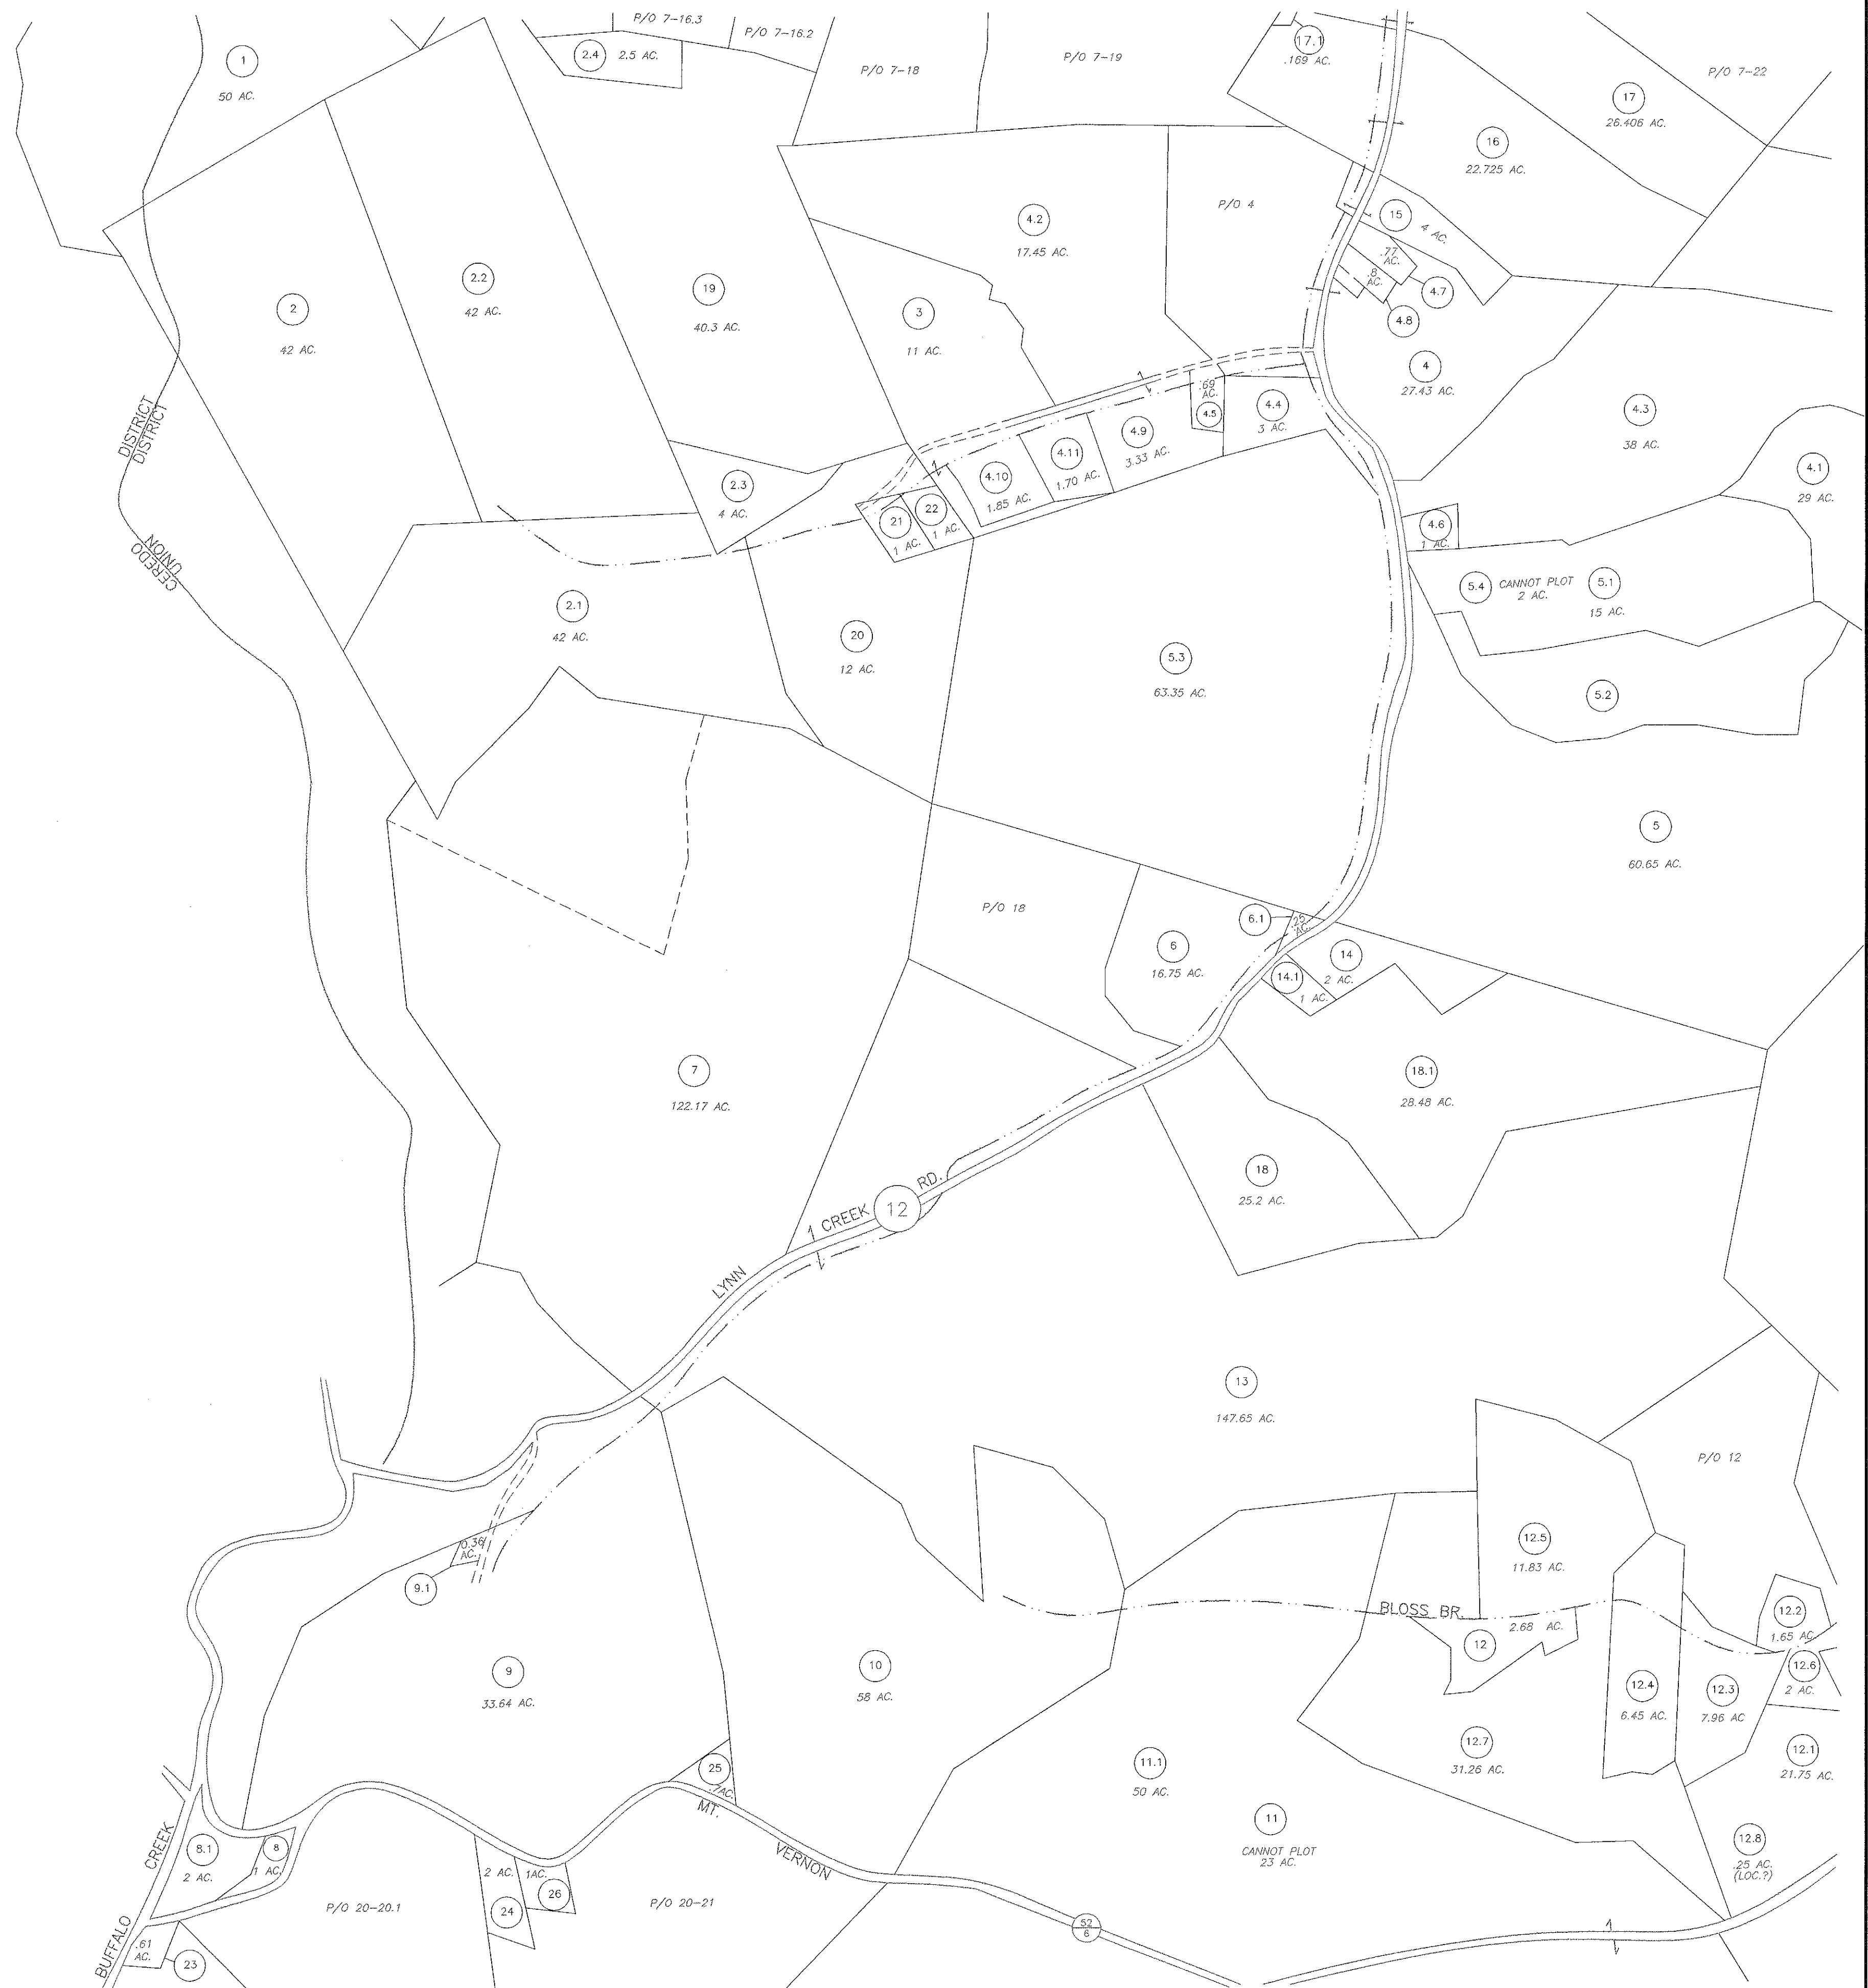 P/O 7-16.3
P/O 7-16.2
1
50 AC.
2.4
2.5 AC.
P/O 7-18
P/O 7-19
17.1
.169 AC.
P/O 7-22
17
26.406 AC.
16
22.725 AC.
15
4 AC.
.77
AC.
.8
AC.
4.7
4.8
4.2
17.45 AC.
P/O 4
2
42 AC.
2.2
42 AC.
19
40.3 AC.
3
11 AC.
4
27.43 AC.
4.3
38 AC.
4.1
29 AC.
DISTRICT
DISTRICT
CEREDO
UNION
2.3
4 AC.
21
1 AC.
22
1 AC.
4.10
1.85 AC.
4.11
1.70 AC.
4.9
3.33 AC.
.69
AC.
4.5
4.4
3 AC.
4.6
1 AC.
5.4
CANNOT PLOT
2 AC.
5.1
15 AC.
5.2
2.1
42 AC.
20
12 AC.
5.3
63.35 AC.
5
60.65 AC.
P/O 18
6
16.75 AC.
6.1
.25
AC.
14
2 AC.
14.1
1 AC.
7
122.17 AC.
18.1
28.48 AC.
18
25.2 AC.
LYNN
CREEK
12
RD.
13
147.65 AC.
P/O 12
0.36
AC.
9.1
12.5
11.83 AC.
BLOSS BR.
12
2.68 AC.
12.2
1.65 AC.
12.6
2 AC.
9
33.64 AC.
10
58 AC.
12.4
6.45 AC.
12.3
7.96 AC
12.7
31.26 AC.
12.1
21.75 AC.
25
.7AC.
11.1
50 AC.
11
CANNOT PLOT
23 AC.
12.8
.25 AC.
(LOC.?)
MT.
VERNON
BUFFALO
CREEK
8.1
2 AC.
8
1 AC.
P/O 20-20.1
2 AC.
24
1AC.
26
P/O 20-21
52
6
.61
AC.
23